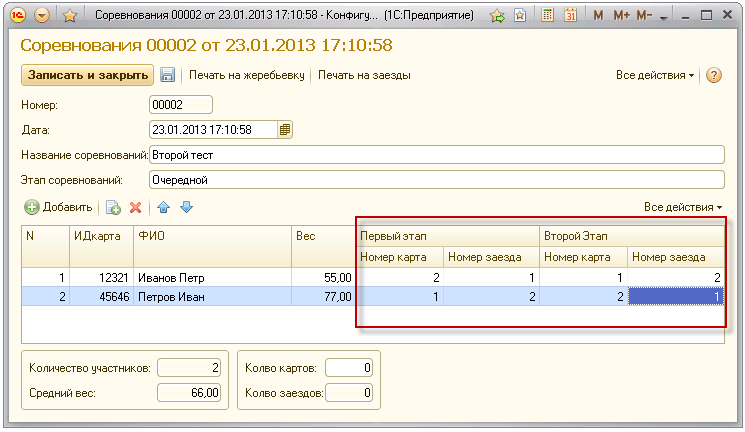 Соревнования 00002 от 23.01.2013 17:10:58 - Конфигу... (1С:Предприятие) M M+ M-
Соревнования 00002 от 23.01.2013 17:10:58
Записать и закрыть Печать на жеребьевку Печать на заезды Все действия ?
Номер: 00002
Дата: 23.01.2013 17:10:58
Название соревнований: Второй тест
Этап соревнований: Очередной
Добавить Все действия
N ИДкарта ФИО Вес Первый этап Второй Этап
Номер карта Номер заезда Номер карта Номер заезда
1 12321 Иванов Петр 55,00 2 1 1 2
2 45646 Петров Иван 77,00 1 2 2 1
Количество участников: 2 Колво картов: 0
Средний вес: 66,00 Колво заездов: 0